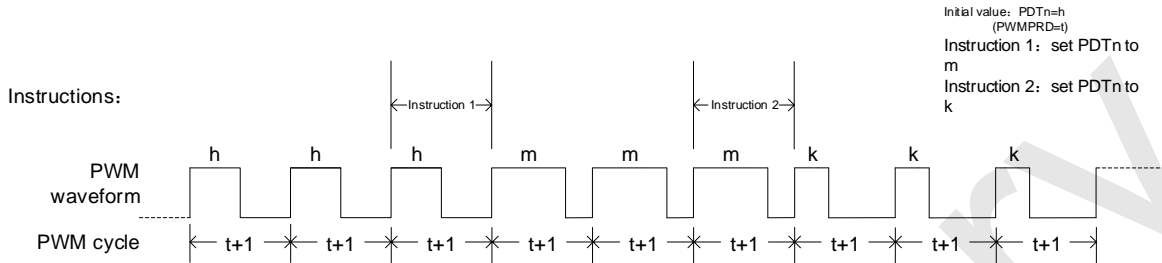 Initial value：PDTn=h
(PWMPRD=t)
Instruction 1：set PDTn to
m
Instruction 2：set PDTn to
k
Instructions：
Instruction 1
Instruction 2
h h h m m m k k k
PWM
waveform
PWM cycle
t+1 t+1 t+1 t+1 t+1 t+1 t+1 t+1 t+1